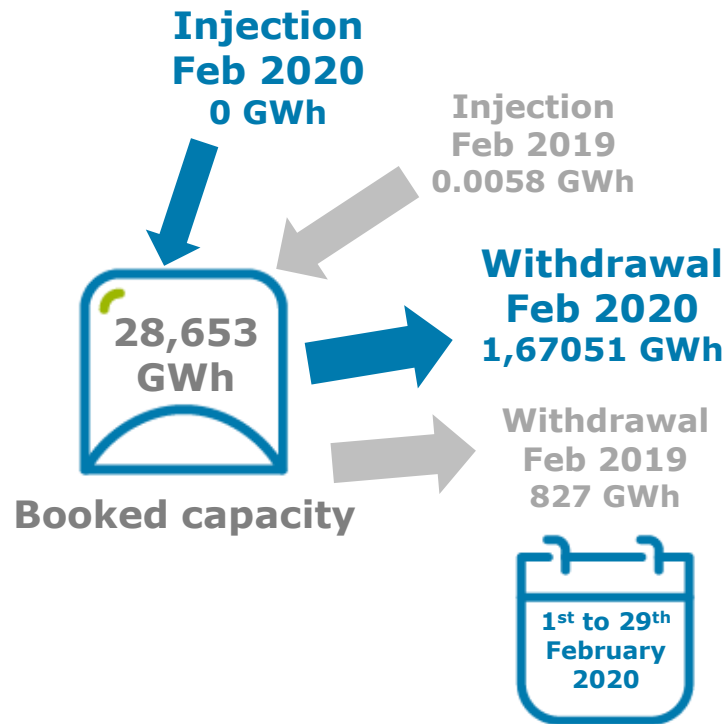 Injection
Feb 2020
0 GWh
Injection
Feb 2019
0.0058 GWh
28,653
GWh
Booked capacity
Withdrawal
Feb 2020
1,67051 GWh
Withdrawal
Feb 2019
827 GWh
1st to 29th
February
2020